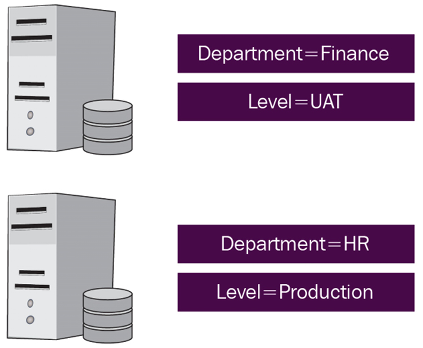 Department=Finance
Level=UAT
Department=HR
Level=Production